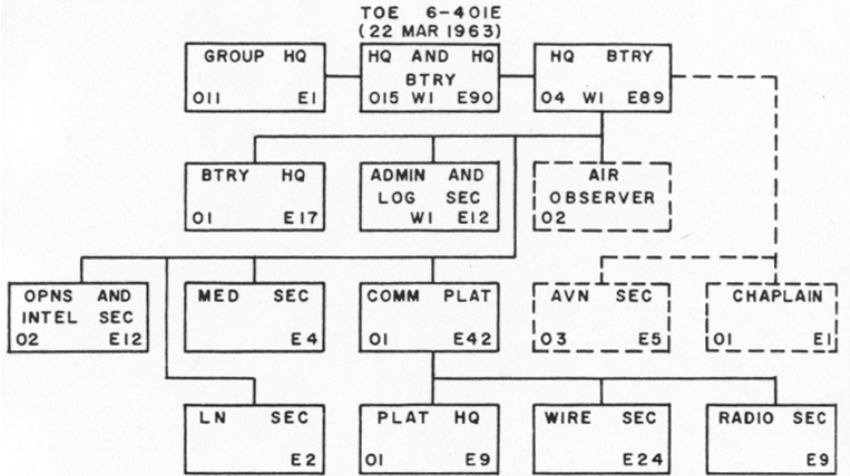 TOE 6-401E
(22 MAR 1963)
GROUP HQ
O11 E1
HQ AND HQ
BTRY
O15 W1 E90
HQ BTRY
O4 W1 E89
BTRY HQ
O1 E17
ADMIN AND
LOG SEC
W1 E12
AIR
OBSERVER
O2
OPNS AND
INTEL SEC
O2 E12
MED SEC
E4
COMM PLAT
O1 E42
AVN SEC
O3 E5
CHAPLAIN
O1 E1
LN SEC
E2
PLAT HQ
O1 E9
WIRE SEC
E24
RADIO SEC
E9